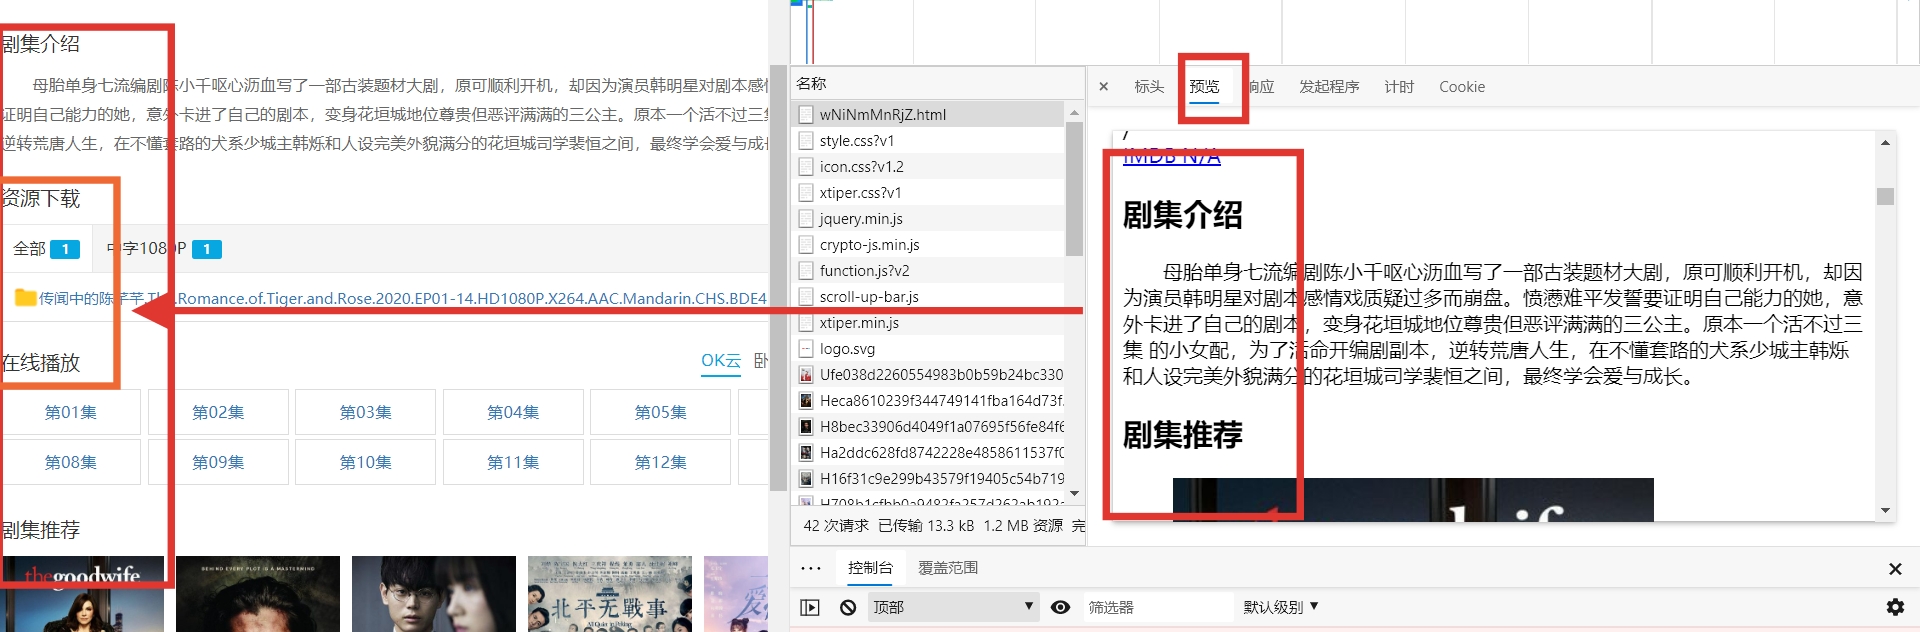 剧集介绍
母胎单身七流编剧陈小千呕心沥血写了一部古装题材大剧，原可顺利开机，却因为演员韩明星对剧本感
证明自己能力的她，意外卡进了自己的剧本，变身花垣城地位尊贵但恶评满满的三公主。原本一个活不过三
逆转荒唐人生，在不懂套路的犬系少城主韩烁和人设完美外貌满分的花垣城司学裴恒之间，最终学会爱与成
资源下载
全部 1 中字1080P 1
传闻中的陈芊芊.The.Romance.of.Tiger.and.Rose.2020.EP01-14.HD1080P.X264.AAC.Mandarin.CHS.BDE4
在线播放
OK云
第01集 第02集 第03集 第04集 第05集
第08集 第09集 第10集 第11集 第12集
剧集推荐
thegoodwife
BEHIND EVERY PLOT IS A MASTERMIND
北平无戰事
名称
wNiNmMnRjZ.html
style.css?v1
icon.css?v1.2
xtiper.css?v1
jquery.min.js
crypto-js.min.js
function.js?v2
scroll-up-bar.js
xtiper.min.js
logo.svg
Ufe038d2260554983b0b59b24bc330
Heca8610239f344749141fba164d73f
H8bec33906d4049f1a07695f56fe84f6
Ha2ddc628fd8742228e4858611537f0
H16f31c9e299b43579f19405c54b719
42 次请求 已传输 13.3 kB 1.2 MB 资源 完
× 标头 预览 响应 发起程序 计时 Cookie
/
IMDB N/A
剧集介绍
母胎单身七流编剧陈小千呕心沥血写了一部古装题材大剧，原可顺利开机，却因
为演员韩明星对剧本感情戏质疑过多而崩盘。愤懑难平发誓要证明自己能力的她，意
外卡进了自己的剧本，变身花垣城地位尊贵但恶评满满的三公主。原本一个活不过三
集 的小女配，为了活命开编剧副本，逆转荒唐人生，在不懂套路的犬系少城主韩烁
和人设完美外貌满分的花垣城司学裴恒之间，最终学会爱与成长。
剧集推荐
控制台 覆盖范围
顶部 筛选器 默认级别